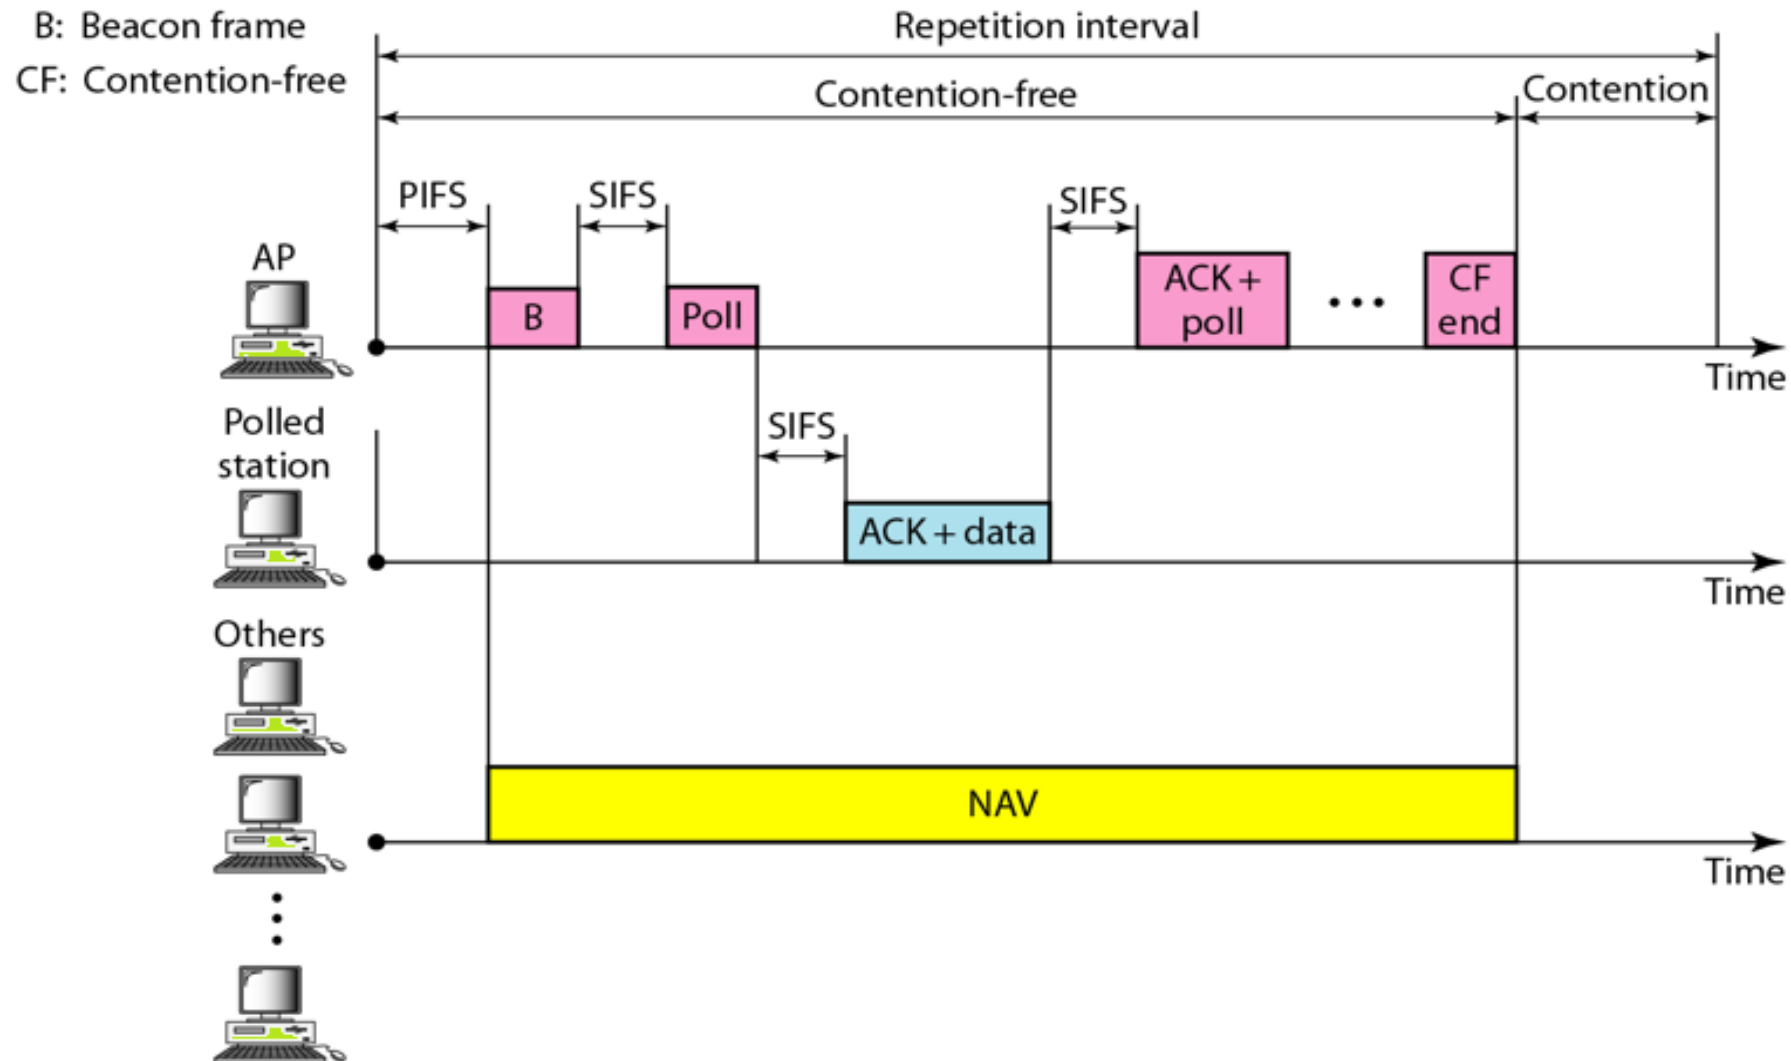 B: Beacon frame
Repetition interval
CF: Contention-free
Contention-free
Contention
PIFS
SIFS
SIFS
AP
B
Poll
ACK +
poll
CF
end
Time
Polled
station
SIFS
ACK + data
Time
Others
NAV
Time